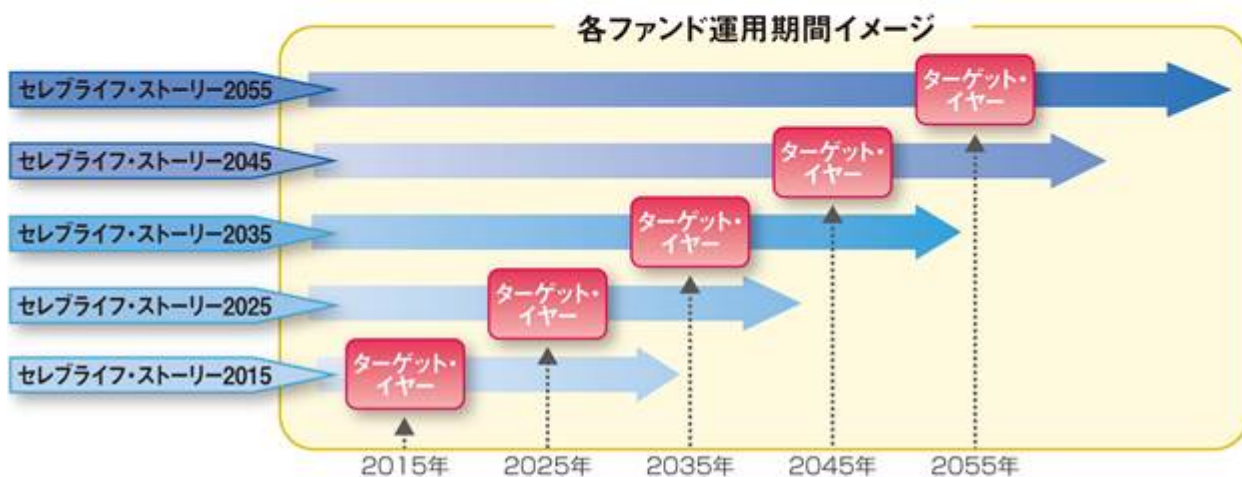 各ファンド運用期間イメージ
セレブライフ・ストーリー2055
ターゲット・
イヤー
セレブライフ・ストーリー2045
ターゲット・
イヤー
セレブライフ・ストーリー2035
ターゲット・
イヤー
セレブライフ・ストーリー2025
ターゲット・
イヤー
セレブライフ・ストーリー2015
ターゲット・
イヤー
2015年 2025年 2035年 2045年 2055年